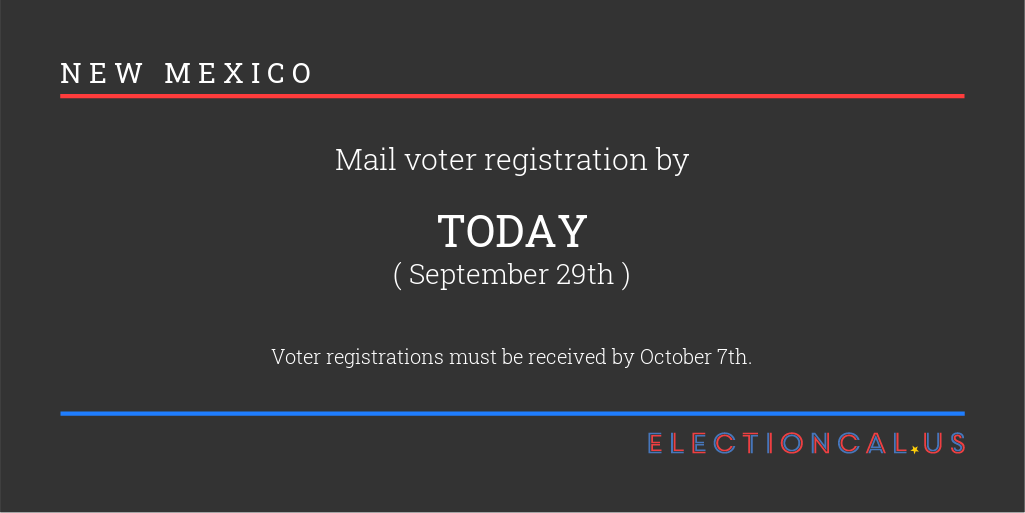 NEW MEXICO
Mail voter registration by
TODAY
( September 29th )
Voter registrations must be received by October 7th.
ELECTIONCAL.US